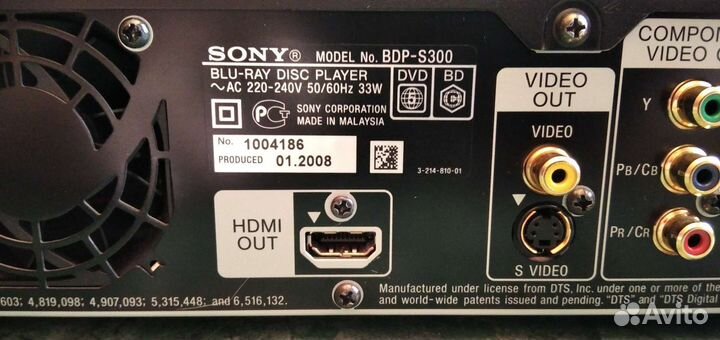 SONY® MODEL No. BDP-S300
BLU-RAY DISC PLAYER
～AC 220-240V 50/60Hz 33W
DVD BD
5 C
SONY CORPORATION
MADE IN MALAYSIA
No. 1004186
PRODUCED 01.2008
3-214-810-01
HDMI
OUT
VIDEO
OUT
VIDEO
S VIDEO
COMPON
VIDEO O
Y
PB/CB
PR/CR
603; 4,819,098; 4,907,093; 5,315,448; and 6,516,132.
Manufactured under license from DTS, Inc. under one or more of the
and world-wide patents issued and pending. "DTS" and "DTS Digital
Avito